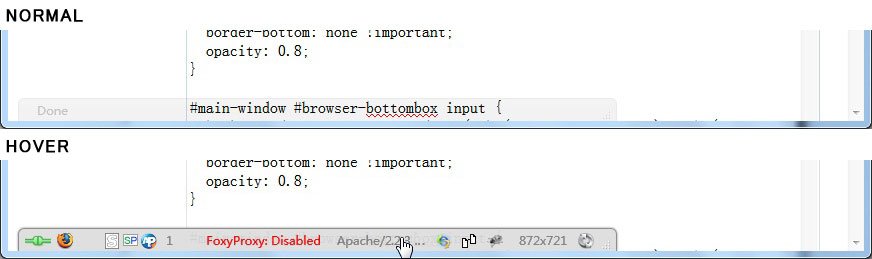 NORMAL
border-bottom: none !important;
opacity: 0.8;
}
#main-window #browser-bottombox input {
Done
HOVER
border-bottom: none !important;
opacity: 0.8;
}
S SP 1 FoxyProxy: Disabled Apache/2.2 ... 872x721